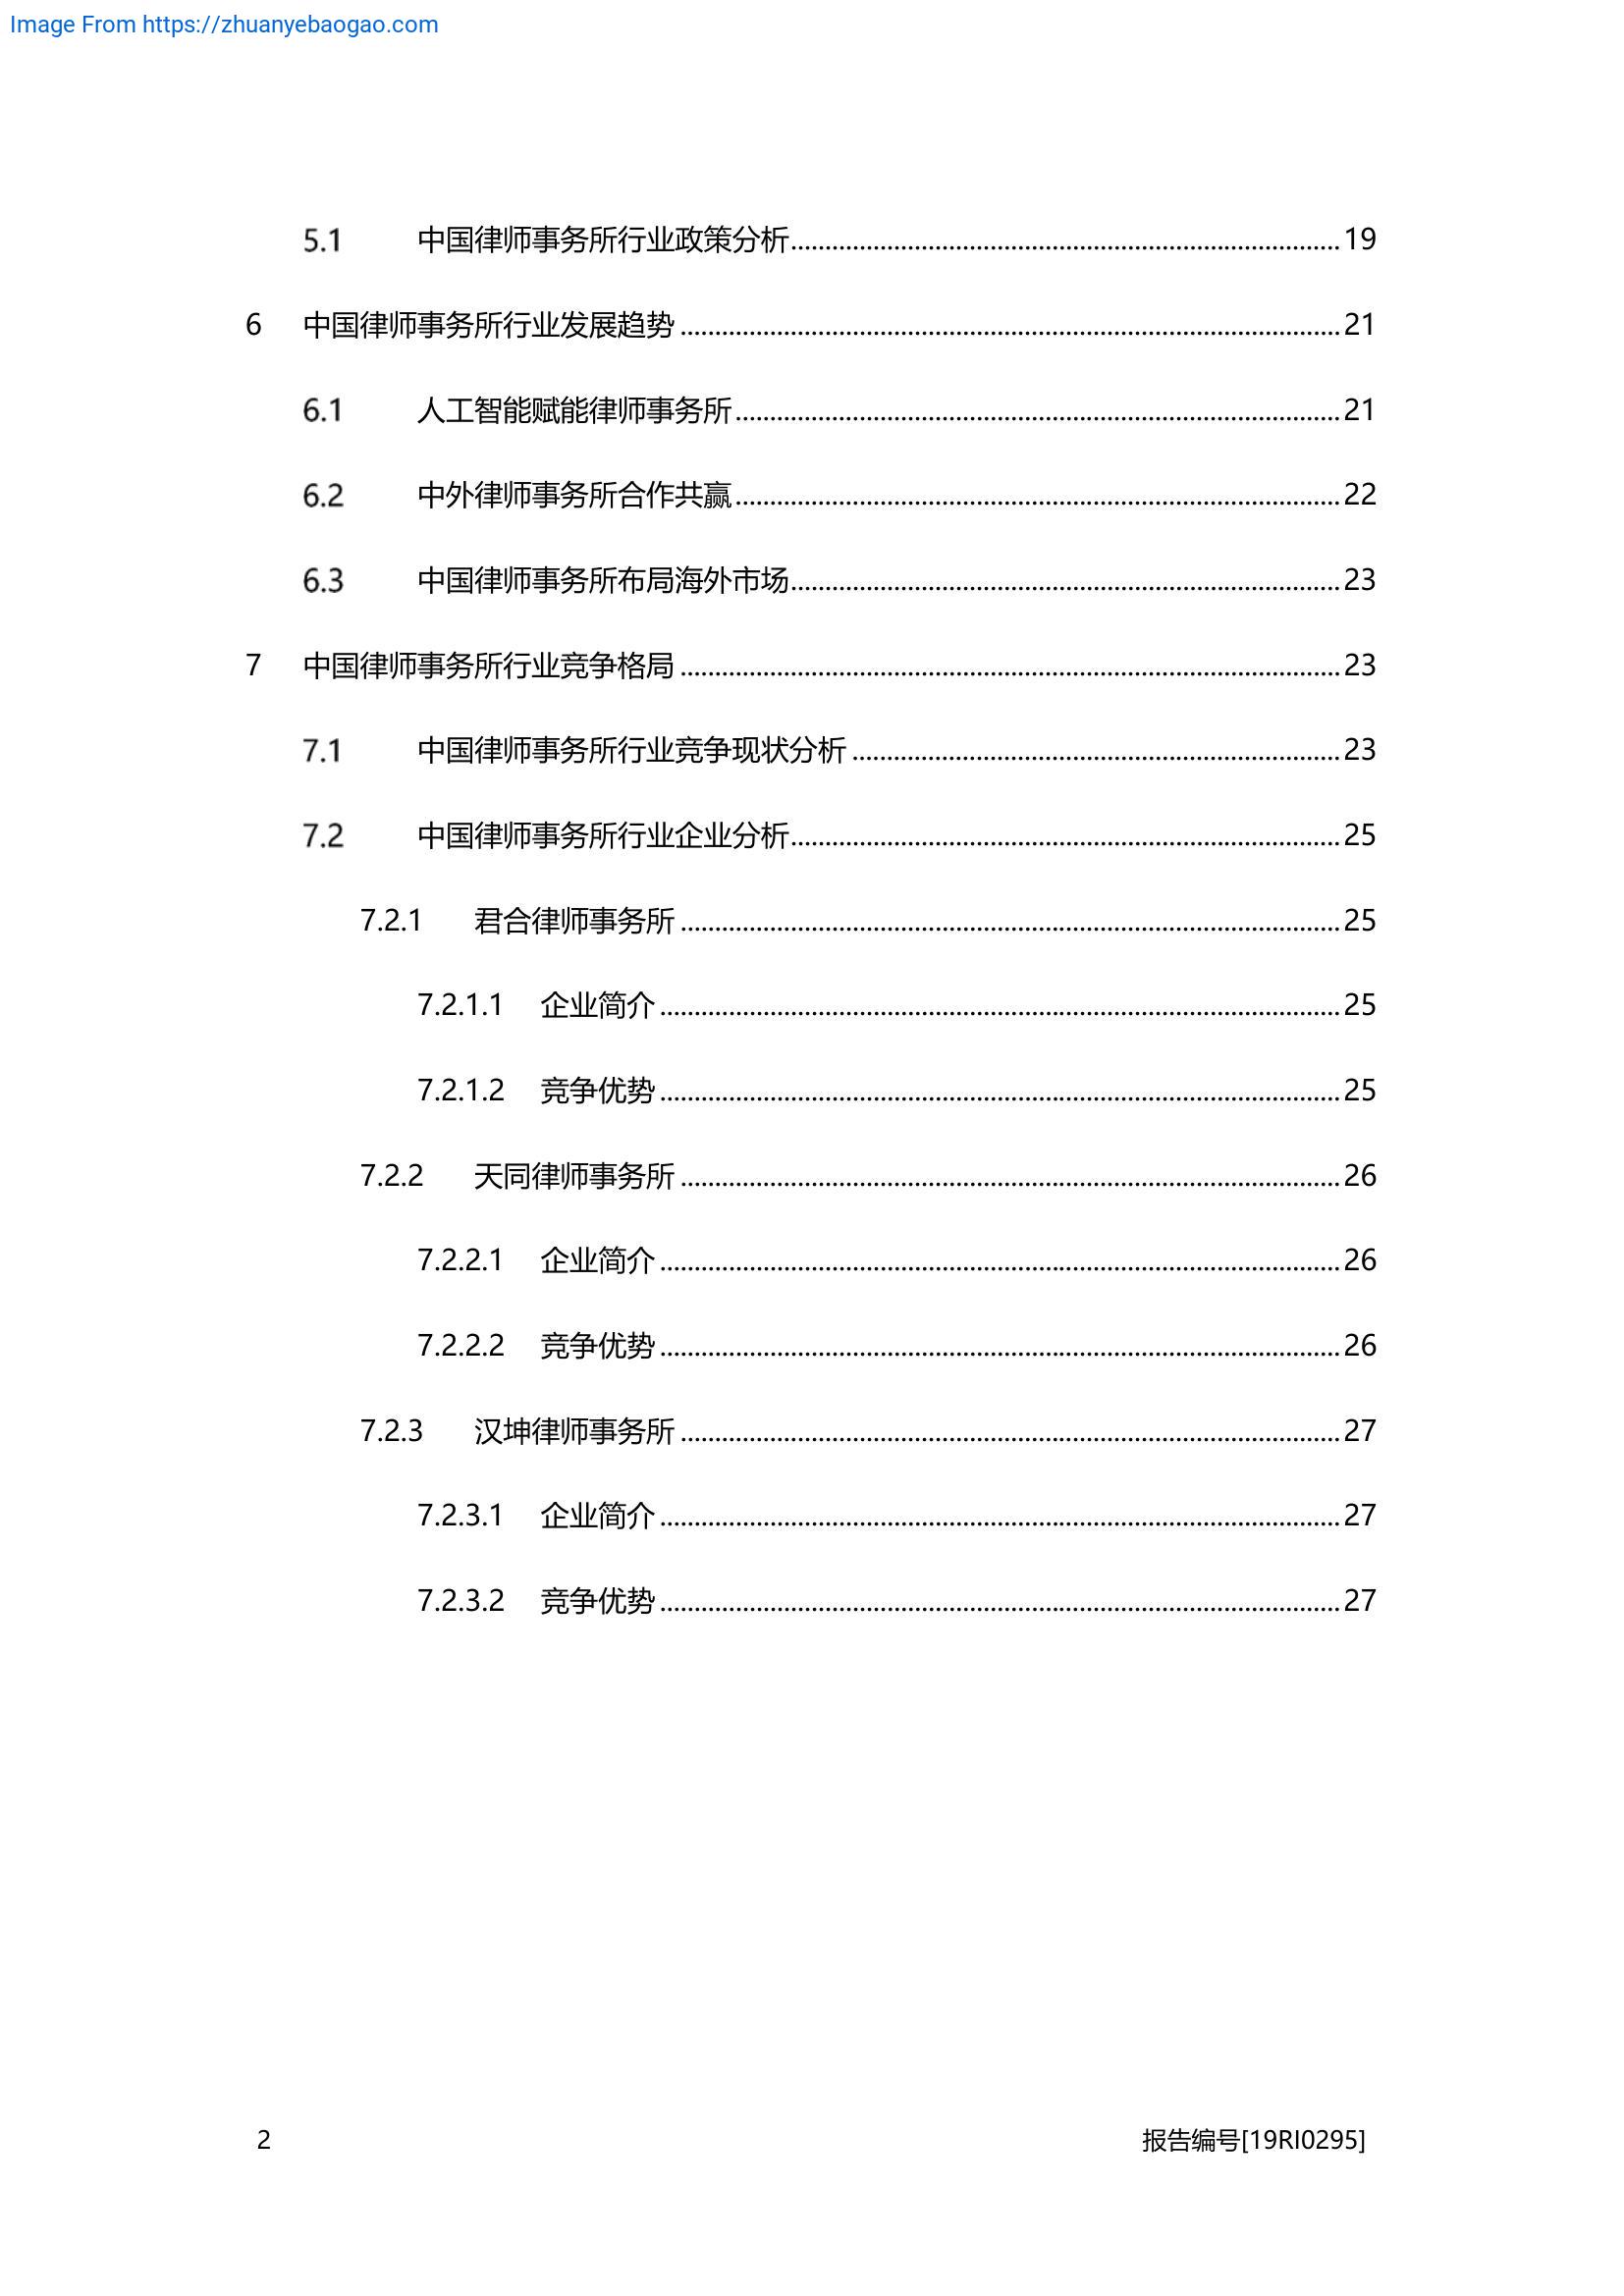 Image From https://zhuanyebaogao.com
5.1 中国律师事务所行业政策分析 19
6 中国律师事务所行业发展趋势 21
6.1 人工智能赋能律师事务所 21
6.2 中外律师事务所合作共赢 22
6.3 中国律师事务所布局海外市场 23
7 中国律师事务所行业竞争格局 23
7.1 中国律师事务所行业竞争现状分析 23
7.2 中国律师事务所行业企业分析 25
7.2.1 君合律师事务所 25
7.2.1.1 企业简介 25
7.2.1.2 竞争优势 25
7.2.2 天同律师事务所 26
7.2.2.1 企业简介 26
7.2.2.2 竞争优势 26
7.2.3 汉坤律师事务所 27
7.2.3.1 企业简介 27
7.2.3.2 竞争优势 27
2 报告编号[19RI0295]